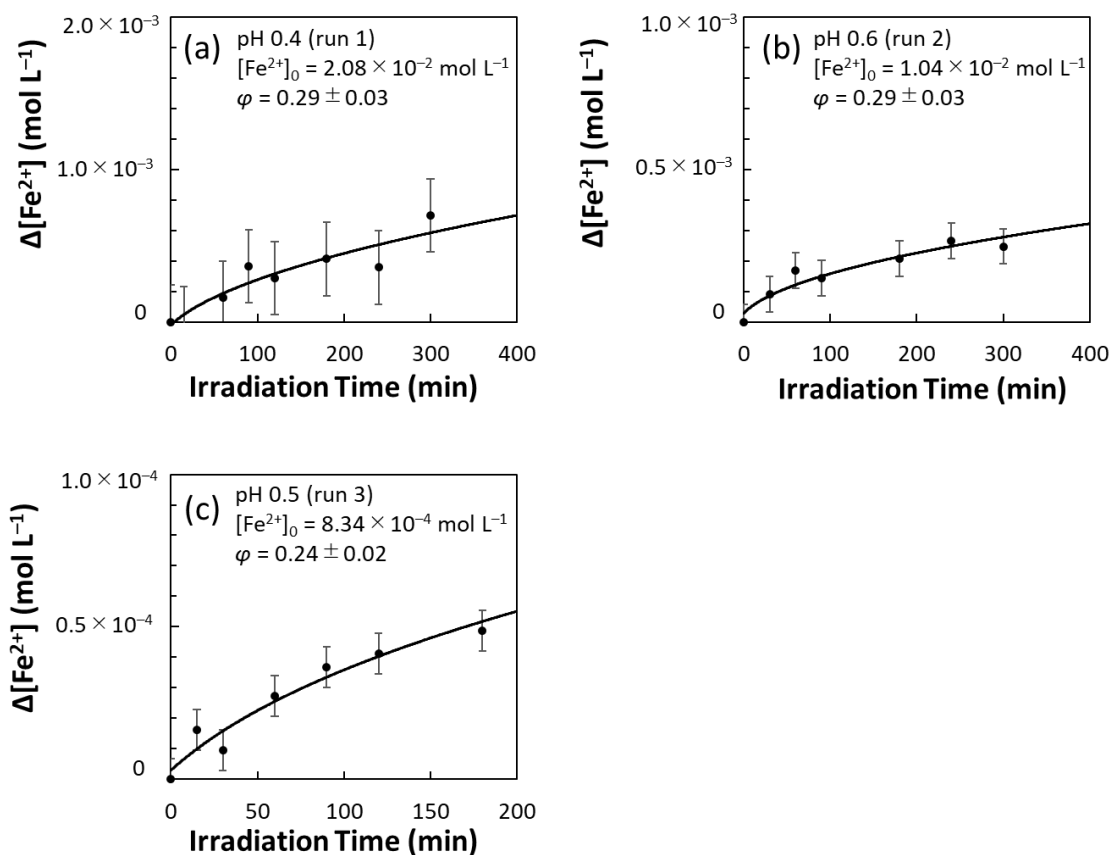 (a)
pH 0.4 (run 1)
[Fe²⁺]₀ = 2.08 × 10⁻² mol L⁻¹
φ = 0.29 ± 0.03
Δ[Fe²⁺] (mol L⁻¹)
2.0 × 10⁻³
1.0 × 10⁻³
0
0 100 200 300 400
Irradiation Time (min)
(b)
pH 0.6 (run 2)
[Fe²⁺]₀ = 1.04 × 10⁻² mol L⁻¹
φ = 0.29 ± 0.03
Δ[Fe²⁺] (mol L⁻¹)
1.0 × 10⁻³
0.5 × 10⁻³
0
0 100 200 300 400
Irradiation Time (min)
(c)
pH 0.5 (run 3)
[Fe²⁺]₀ = 8.34 × 10⁻⁴ mol L⁻¹
φ = 0.24 ± 0.02
Δ[Fe²⁺] (mol L⁻¹)
1.0 × 10⁻⁴
0.5 × 10⁻⁴
0
0 50 100 150 200
Irradiation Time (min)